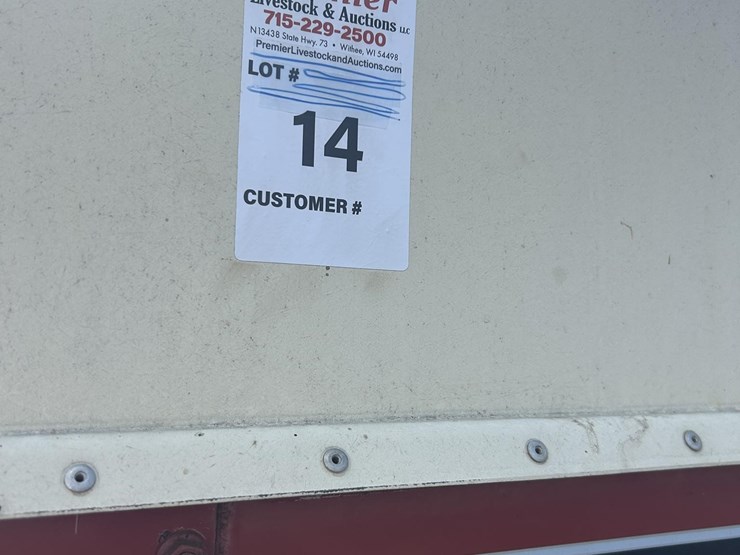 Livestock & Auctions LLC
715-229-2500
N13438 State Hwy. 73 • Withee, WI 54498
PremierLivestockandAuctions.com
LOT #
14
CUSTOMER #